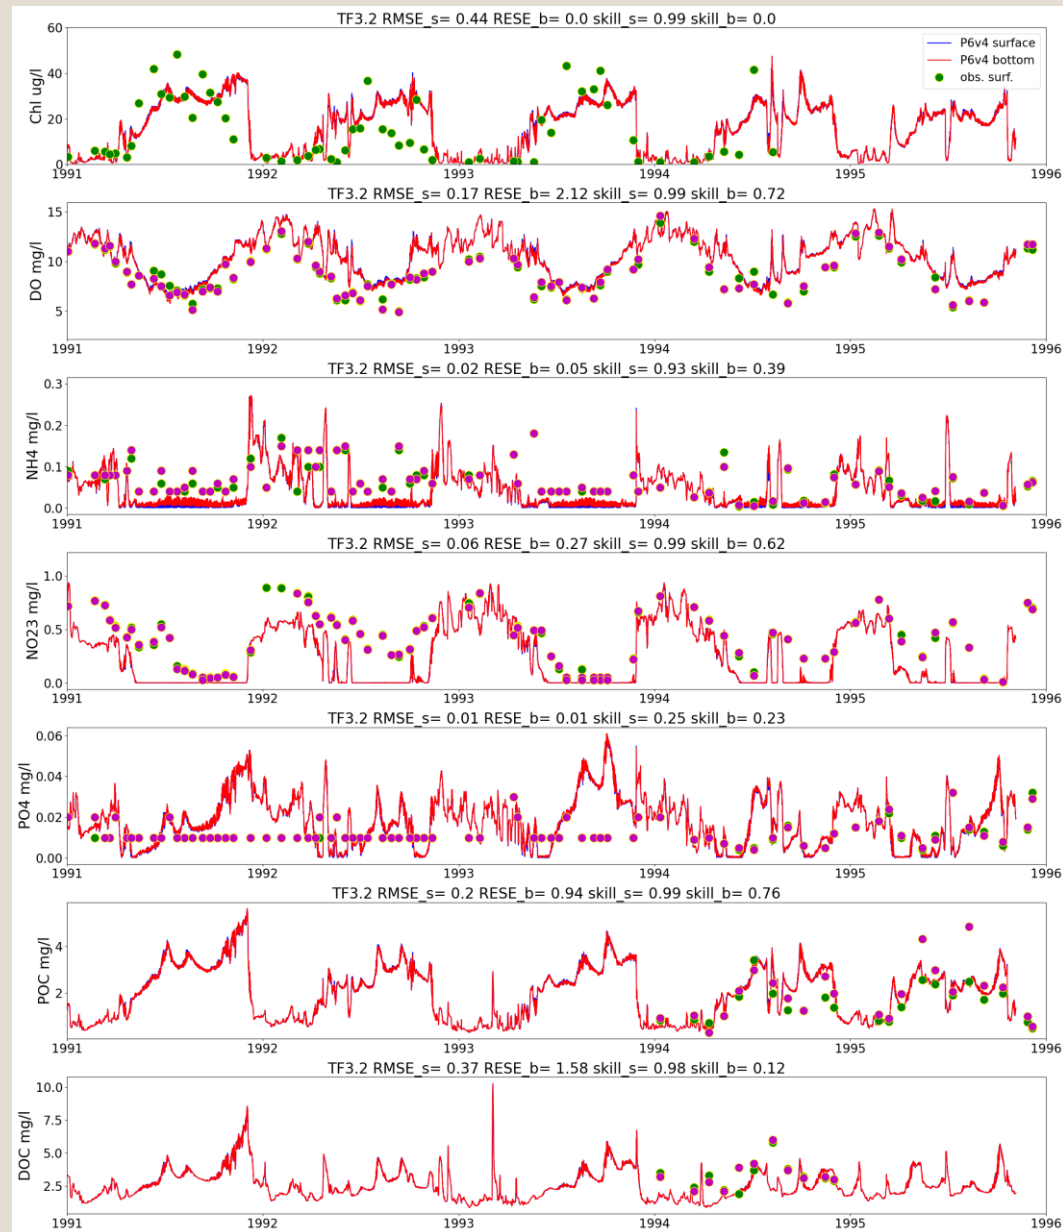 TF3.2 RMSE_s= 0.44 RESE_b= 0.0 skill_s= 0.99 skill_b= 0.0
60
40
20
0
Chl ug/l
P6v4 surface
P6v4 bottom
obs. surf.
1991 1992 1993 1994 1995 1996
TF3.2 RMSE_s= 0.17 RESE_b= 2.12 skill_s= 0.99 skill_b= 0.72
15
10
5
DO mg/l
1991 1992 1993 1994 1995 1996
TF3.2 RMSE_s= 0.02 RESE_b= 0.05 skill_s= 0.93 skill_b= 0.39
0.3
0.2
0.1
0.0
NH4 mg/l
1991 1992 1993 1994 1995 1996
TF3.2 RMSE_s= 0.06 RESE_b= 0.27 skill_s= 0.99 skill_b= 0.62
1.0
0.5
0.0
NO23 mg/l
1991 1992 1993 1994 1995 1996
TF3.2 RMSE_s= 0.01 RESE_b= 0.01 skill_s= 0.25 skill_b= 0.23
0.06
0.04
0.02
0.00
PO4 mg/l
1991 1992 1993 1994 1995 1996
TF3.2 RMSE_s= 0.2 RESE_b= 0.94 skill_s= 0.99 skill_b= 0.76
4
2
POC mg/l
1991 1992 1993 1994 1995 1996
TF3.2 RMSE_s= 0.37 RESE_b= 1.58 skill_s= 0.98 skill_b= 0.12
10.0
7.5
5.0
2.5
DOC mg/l
1991 1992 1993 1994 1995 1996